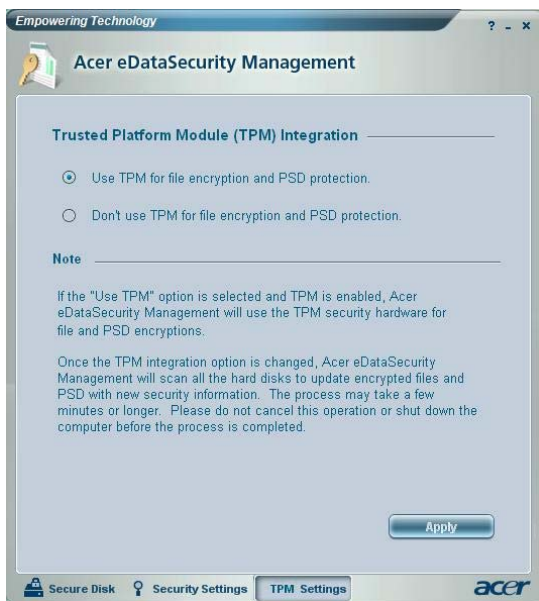 Empowering Technology
? - x
Acer eDataSecurity Management
Trusted Platform Module (TPM) Integration
Use TPM for file encryption and PSD protection.
Don't use TPM for file encryption and PSD protection.
Note
If the "Use TPM" option is selected and TPM is enabled, Acer
eDataSecurity Management will use the TPM security hardware for
file and PSD encryptions.
Once the TPM integration option is changed, Acer eDataSecurity
Management will scan all the hard disks to update encrypted files and
PSD with new security information. The process may take a few
minutes or longer. Please do not cancel this operation or shut down the
computer before the process is completed.
Apply
Secure Disk Security Settings TPM Settings acer